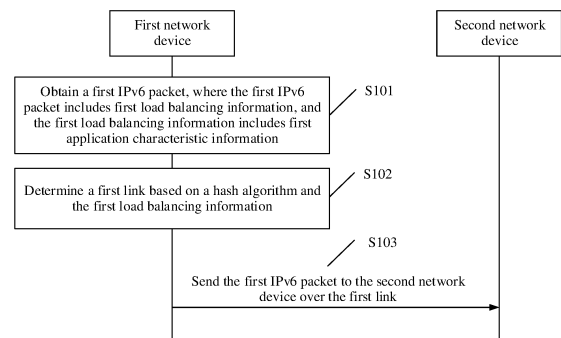 First network
device
Second network
device
Obtain a first IPv6 packet, where the first IPv6
packet includes first load balancing information, and
the first load balancing information includes first
application characteristic information
S101
Determine a first link based on a hash algorithm and
the first load balancing information
S102
S103
Send the first IPv6 packet to the second network
device over the first link